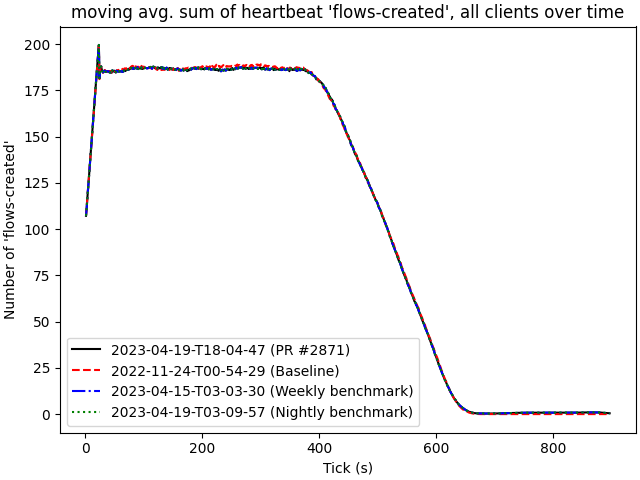 moving avg. sum of heartbeat 'flows-created', all clients over time
Number of 'flows-created'
200
175
150
125
100
75
50
25
0
2023-04-19-T18-04-47 (PR #2871)
2022-11-24-T00-54-29 (Baseline)
2023-04-15-T03-03-30 (Weekly benchmark)
2023-04-19-T03-09-57 (Nightly benchmark)
0 200 400 600 800
Tick (s)